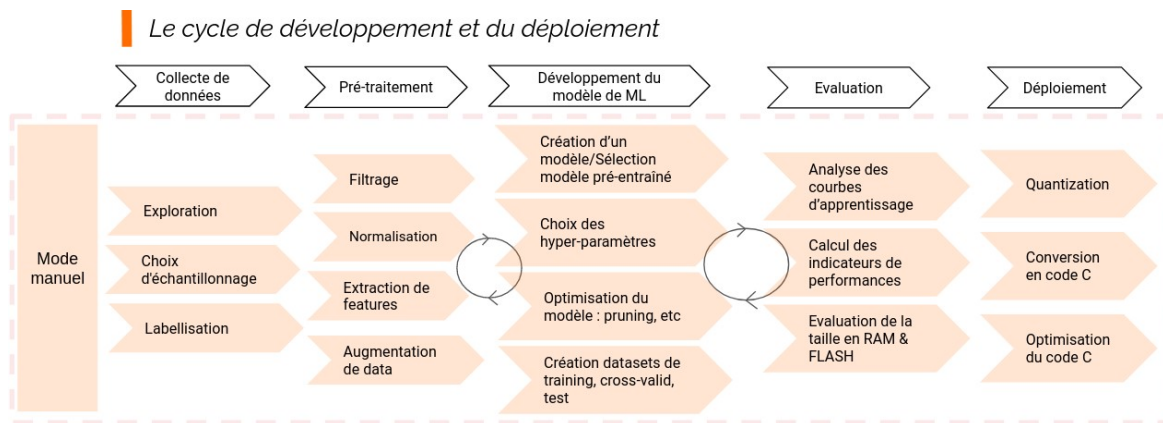 Le cycle de développement et du déploiement
Collecte de
données
Pré-traitement
Développement du
modèle de ML
Evaluation
Déploiement
Mode
manuel
Exploration
Choix
d'échantillonnage
Labellisation
Filtrage
Normalisation
Extraction de
features
Augmentation
de data
Création d'un
modèle/Sélection
modèle pré-entraîné
Choix des
hyper-paramètres
Optimisation du
modèle : pruning, etc
Création datasets de
training, cross-valid,
test
Analyse des
courbes
d'apprentissage
Calcul des
indicateurs de
performances
Evaluation de la
taille en RAM &
FLASH
Quantization
Conversion
en code C
Optimisation
du code C